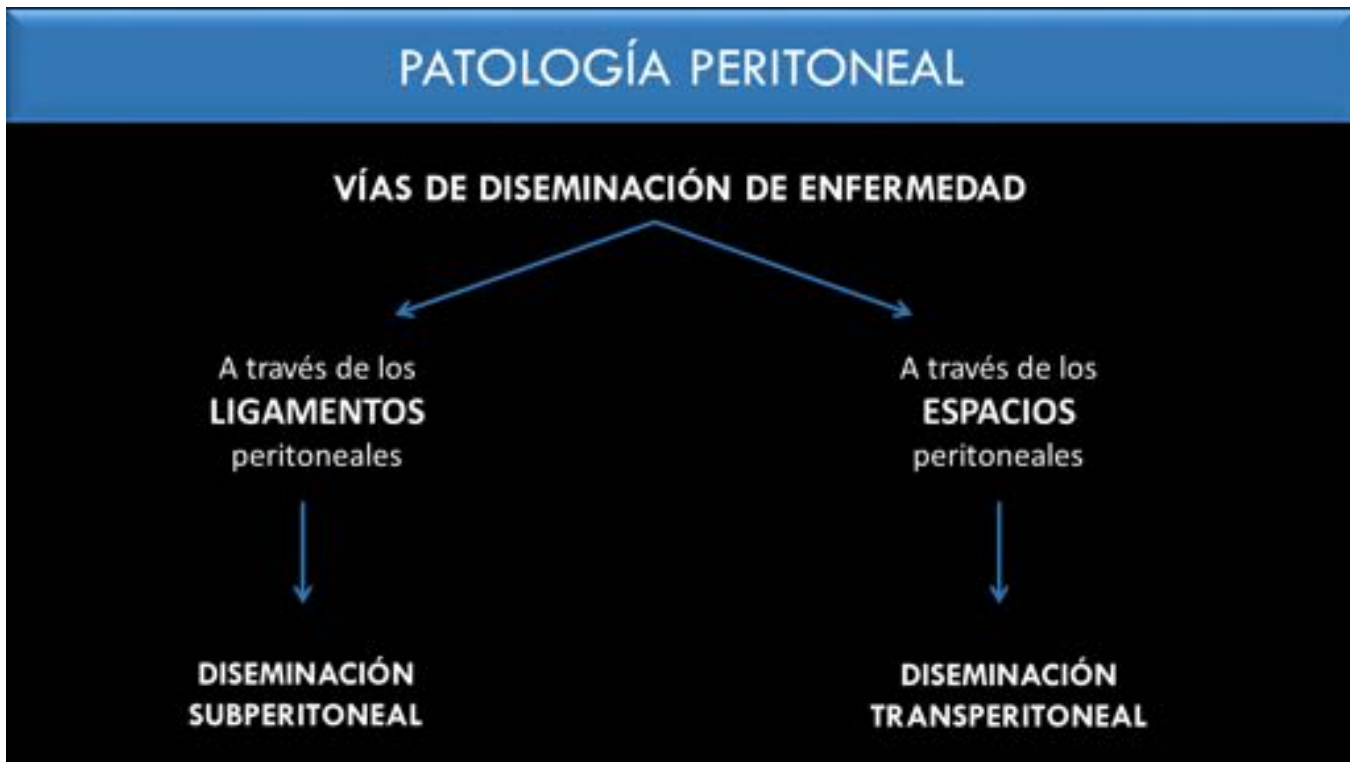 PATOLOGÍA PERITONEAL
VÍAS DE DISEMINACIÓN DE ENFERMEDAD
A través de los
LIGAMENTOS
peritoneales
DISEMINACIÓN
SUBPERITONEAL
A través de los
ESPACIOS
peritoneales
DISEMINACIÓN
TRANSPERITONEAL